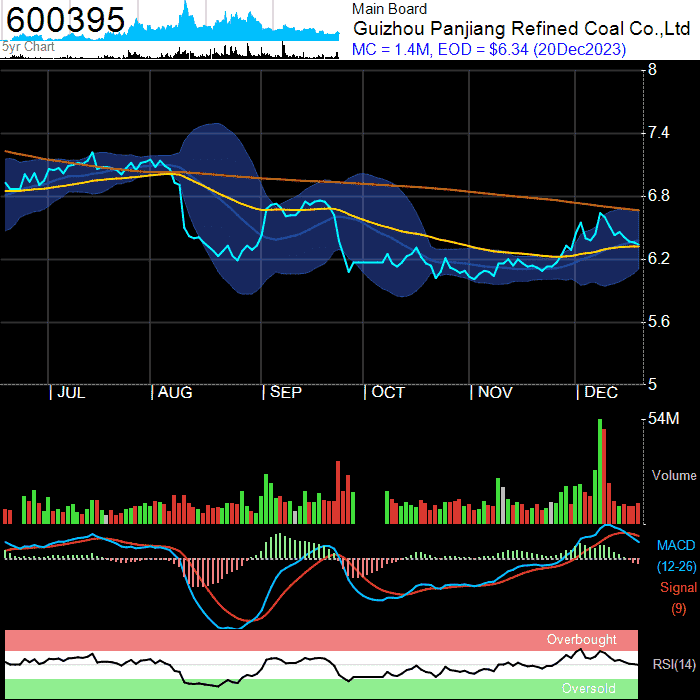 600395
5yr Chart
Main Board
Guizhou Panjiang Refined Coal Co.,Ltd
MC = 1.4M, EOD = $6.34 (20Dec2023)
8
7.4
6.8
6.2
5.6
5
JUL
AUG
SEP
OCT
NOV
DEC
54M
Volume
MACD
(12-26)
Signal
(9)
Overbought
RSI(14)
Oversold